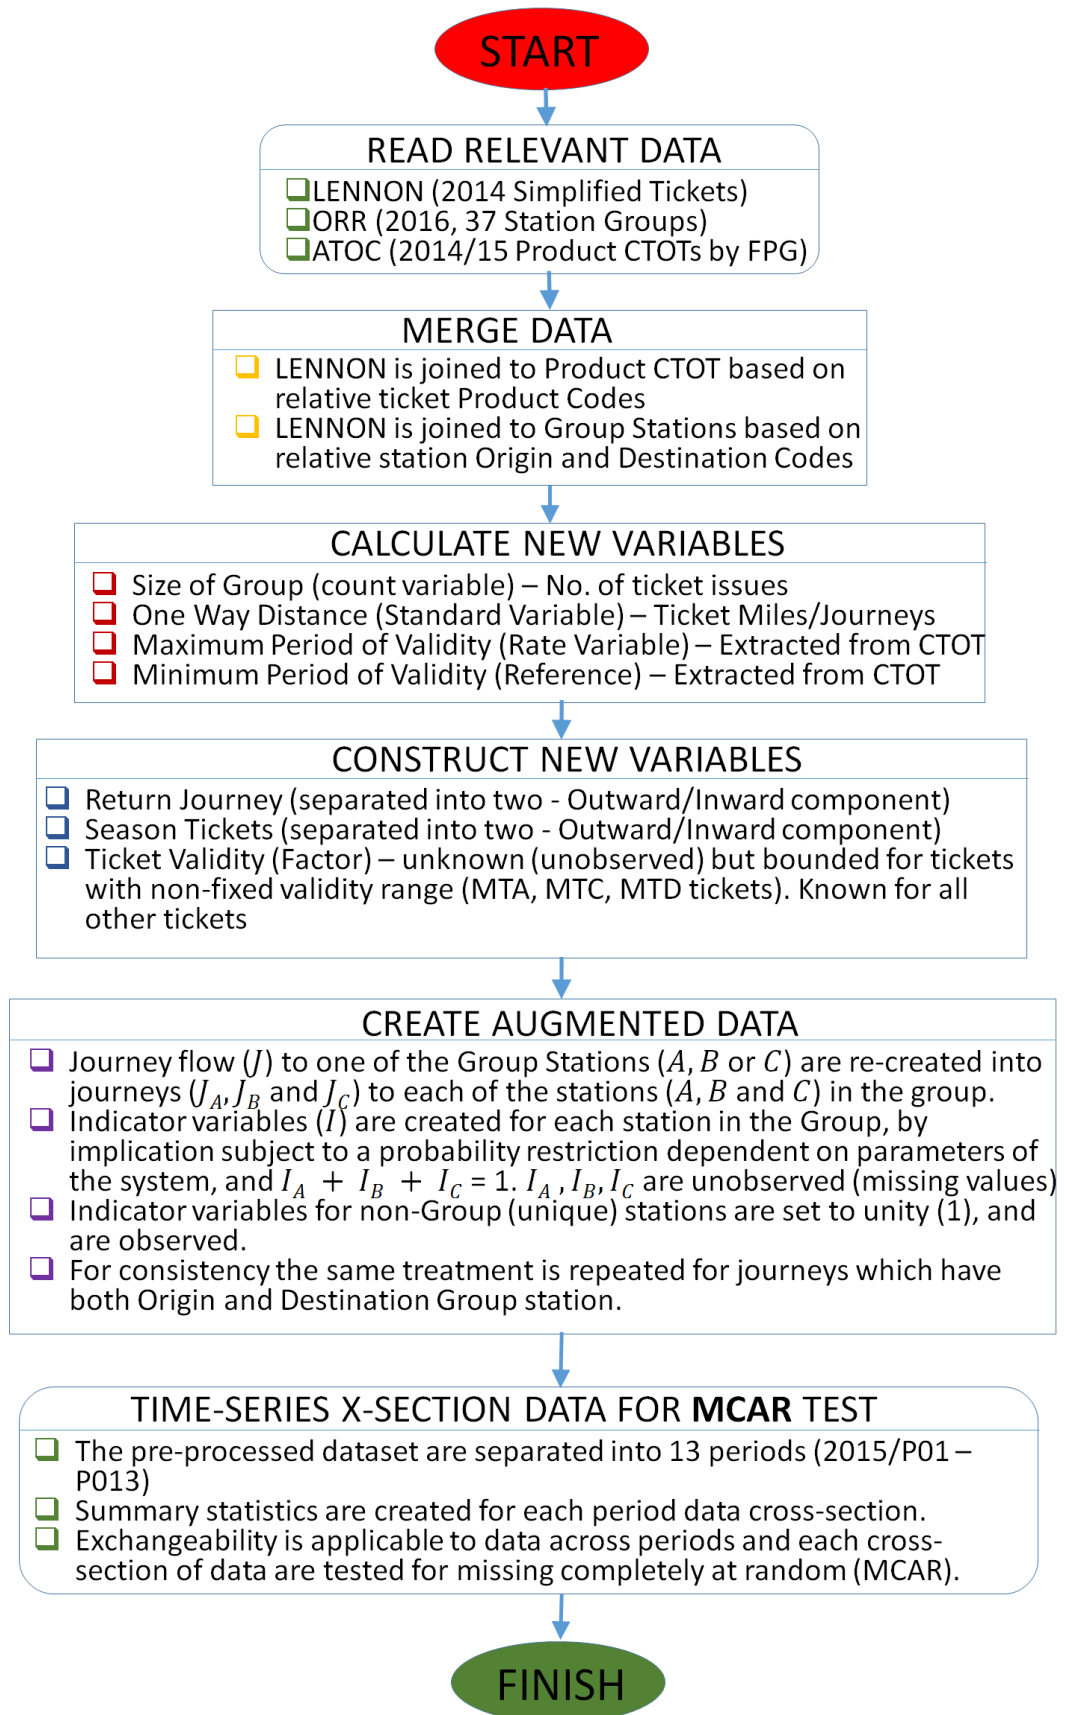 START
READ RELEVANT DATA
LENNON (2014 Simplified Tickets)
ORR (2016, 37 Station Groups)
ATOC (2014/15 Product CTOTs by FPG)
MERGE DATA
LENNON is joined to Product CTOT based on
relative ticket Product Codes
LENNON is joined to Group Stations based on
relative station Origin and Destination Codes
CALCULATE NEW VARIABLES
Size of Group (count variable) – No. of ticket issues
One Way Distance (Standard Variable) – Ticket Miles/Journeys
Maximum Period of Validity (Rate Variable) – Extracted from CTOT
Minimum Period of Validity (Reference) – Extracted from CTOT
CONSTRUCT NEW VARIABLES
Return Journey (separated into two - Outward/Inward component)
Season Tickets (separated into two - Outward/Inward component)
Ticket Validity (Factor) – unknown (unobserved) but bounded for tickets
with non-fixed validity range (MTA, MTC, MTD tickets). Known for all
other tickets
CREATE AUGMENTED DATA
Journey flow (J) to one of the Group Stations (A, B or C) are re-created into
journeys (J_A, J_B and J_C) to each of the stations (A, B and C) in the group.
Indicator variables (I) are created for each station in the Group, by
implication subject to a probability restriction dependent on parameters of
the system, and I_A + I_B + I_C = 1. I_A, I_B, I_C are unobserved (missing values)
Indicator variables for non-Group (unique) stations are set to unity (1), and
are observed.
For consistency the same treatment is repeated for journeys which have
both Origin and Destination Group station.
TIME-SERIES X-SECTION DATA FOR MCAR TEST
The pre-processed dataset are separated into 13 periods (2015/P01 –
P013)
Summary statistics are created for each period data cross-section.
Exchangeability is applicable to data across periods and each cross-
section of data are tested for missing completely at random (MCAR).
FINISH